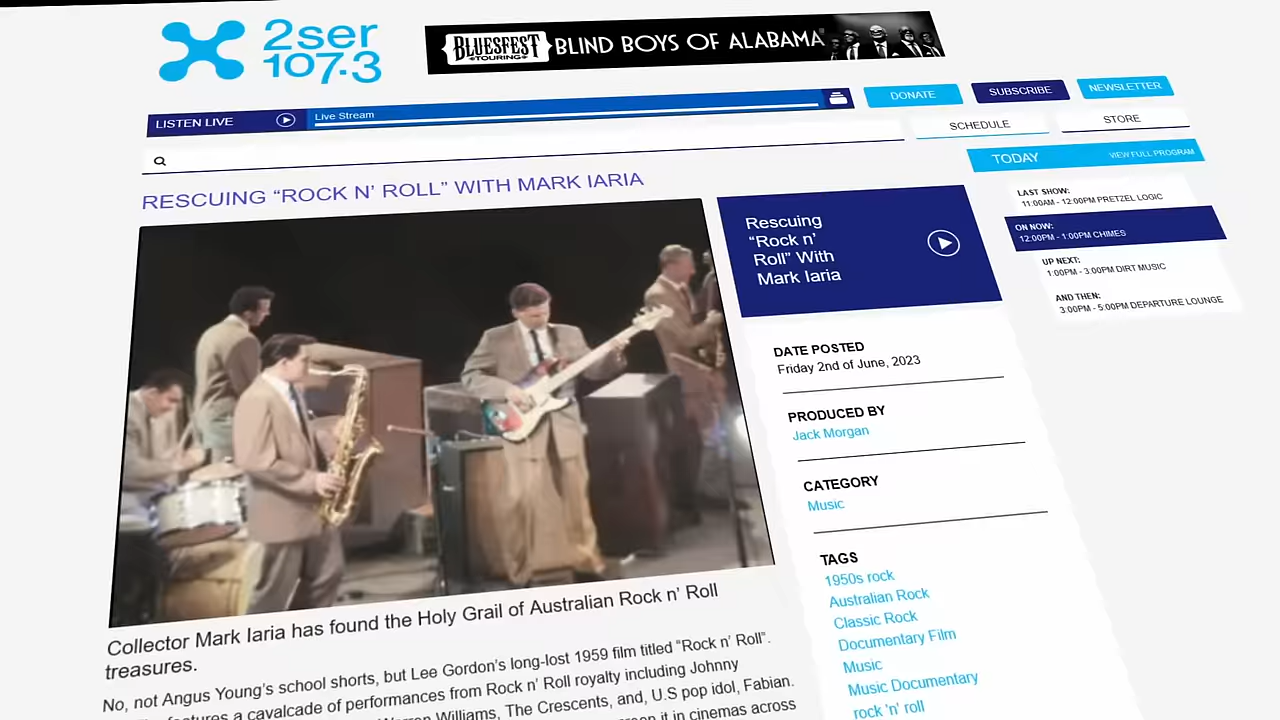 2ser
107.3
BLUESFEST
TOURING
BLIND BOYS OF ALABAMA
LISTEN LIVE
Live Stream
DONATE
SUBSCRIBE
NEWSLETTER
SCHEDULE
STORE
TODAY
VIEW FULL PROGRAM
LAST SHOW:
11:00AM - 12:00PM PRETZEL LOGIC
ON NOW:
12:00PM - 1:00PM CHIMES
UP NEXT:
1:00PM - 3:00PM DIRT MUSIC
AND THEN:
3:00PM - 5:00PM DEPARTURE LOUNGE
RESCUING “ROCK N’ ROLL” WITH MARK IARIA
Rescuing
“Rock n’
Roll” With
Mark Iaria
DATE POSTED
Friday 2nd of June, 2023
PRODUCED BY
Jack Morgan
CATEGORY
Music
TAGS
1950s rock
Australian Rock
Classic Rock
Documentary Film
Music
Music Documentary
rock 'n' roll
Collector Mark Iaria has found the Holy Grail of Australian Rock n’ Roll
treasures.
No, not Angus Young’s school shorts, but Lee Gordon’s long-lost 1959 film titled “Rock n’ Roll”.
features a cavalcade of performances from Rock n’ Roll royalty including Johnny
Warren Williams, The Crescents, and, U.S pop idol, Fabian.
it in cinemas across